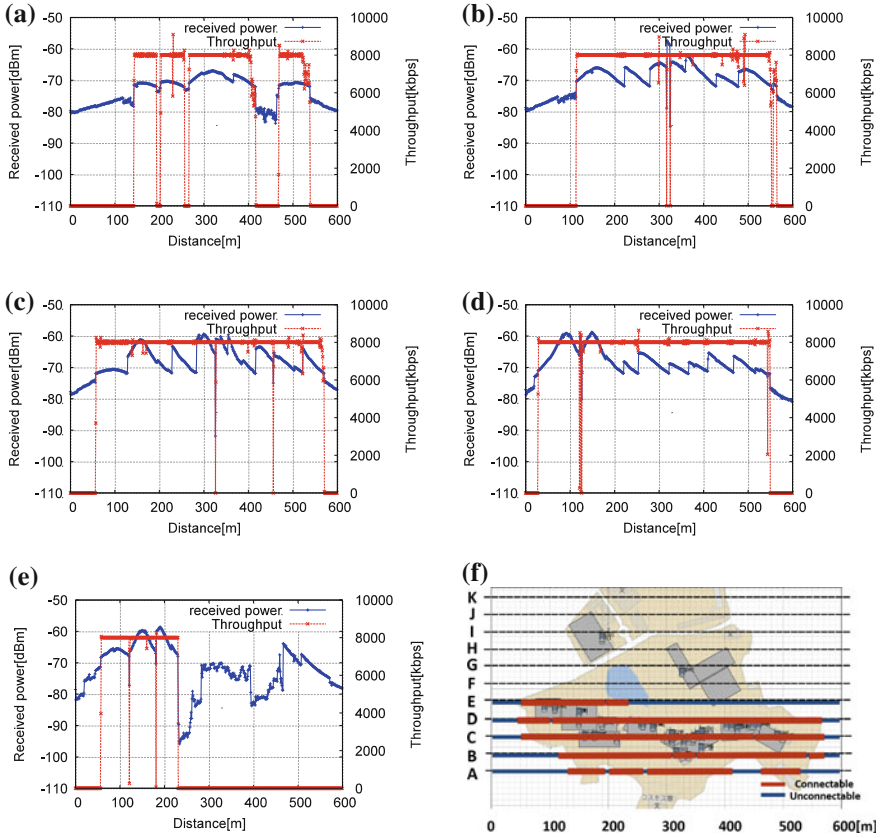 (a)
received power.
Throughput
Received power[dBm]
-50
-60
-70
-80
-90
-100
-110
10000
8000
6000
4000
2000
0
Throughput[kbps]
0 100 200 300 400 500 600
Distance[m]
(b)
received power.
Throughput
Received power[dBm]
-50
-60
-70
-80
-90
-100
-110
10000
8000
6000
4000
2000
0
Throughput[kbps]
0 100 200 300 400 500 600
Distance[m]
(c)
received power.
Throughput
Received power[dBm]
-50
-60
-70
-80
-90
-100
-110
10000
8000
6000
4000
2000
0
Throughput[kbps]
0 100 200 300 400 500 600
Distance[m]
(d)
received power.
Throughput
Received power[dBm]
-50
-60
-70
-80
-90
-100
-110
10000
8000
6000
4000
2000
0
Throughput[kbps]
0 100 200 300 400 500 600
Distance[m]
(e)
received power.
Throughput
Received power[dBm]
-50
-60
-70
-80
-90
-100
-110
10000
8000
6000
4000
2000
0
Throughput[kbps]
0 100 200 300 400 500 600
Distance[m]
(f)
K
J
I
H
G
F
E
D
C
B
A
Connectable
Unconnectable
0 100 200 300 400 500 600[m]